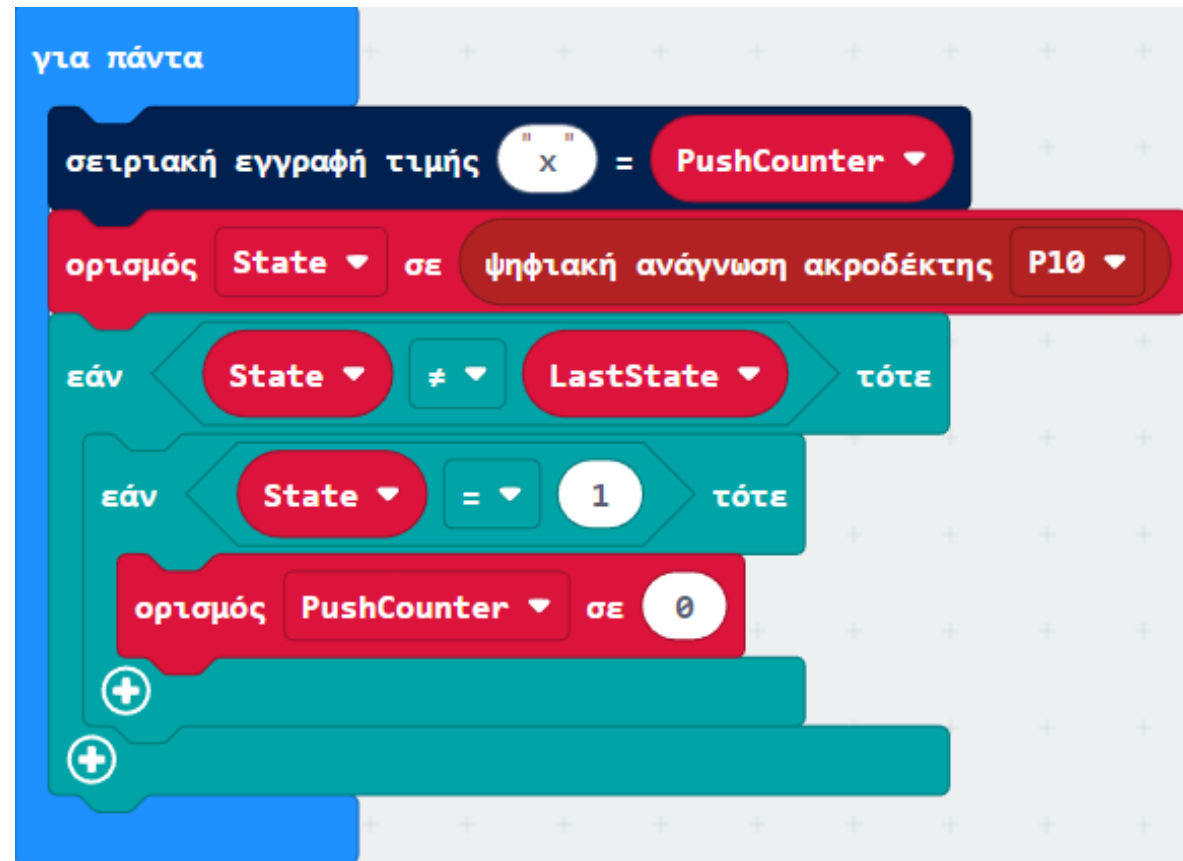 για πάντα
σειριακή εγγραφή τιμής "x" = PushCounter
ορισμός State σε ψηφιακή ανάγνωση ακροδέκτης P10
εάν State ≠ LastState τότε
εάν State = 1 τότε
ορισμός PushCounter σε 0